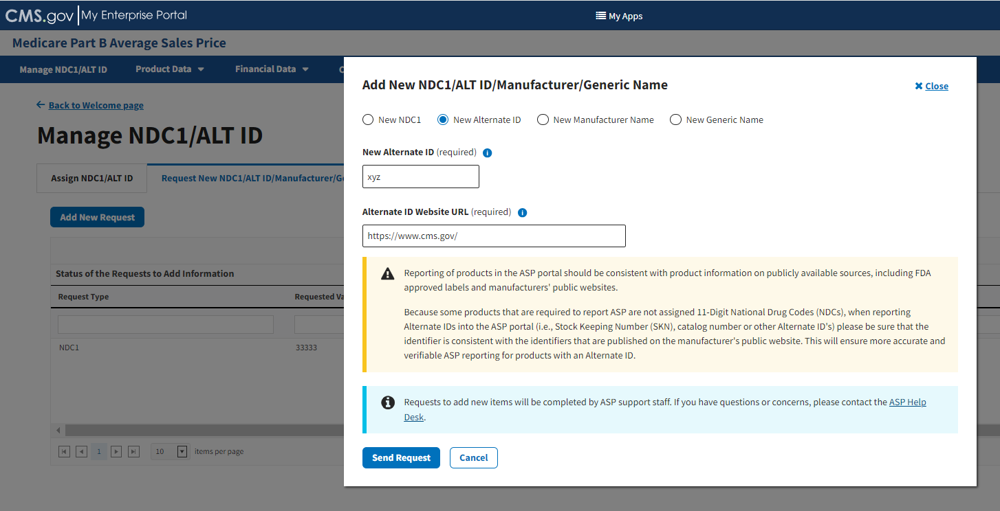 CMS.gov My Enterprise Portal
My Apps
Medicare Part B Average Sales Price
Manage NDC1/ALT ID
Product Data
Financial Data
Back to Welcome page
Manage NDC1/ALT ID
Assign NDC1/ALT ID
Request New NDC1/ALT ID/Manufacturer/
Add New Request
Status of the Requests to Add Information
Request Type
Requested
NDC1
33333
1
10
items per page
Add New NDC1/ALT ID/Manufacturer/Generic Name
Close
New NDC1
New Alternate ID
New Manufacturer Name
New Generic Name
New Alternate ID (required)
xyz
Alternate ID Website URL (required)
https://www.cms.gov/
Reporting of products in the ASP portal should be consistent with product information on publicly available sources, including FDA
approved labels and manufacturers' public websites.
Because some products that are required to report ASP are not assigned 11-Digit National Drug Codes (NDCs), when reporting
Alternate IDs into the ASP portal (i.e., Stock Keeping Number (SKN), catalog number or other Alternate ID's) please be sure that the
identifier is consistent with the identifiers that are published on the manufacturer's public website. This will ensure more accurate and
verifiable ASP reporting for products with an Alternate ID.
Requests to add new items will be completed by ASP support staff. If you have questions or concerns, please contact the ASP Help
Desk.
Send Request
Cancel